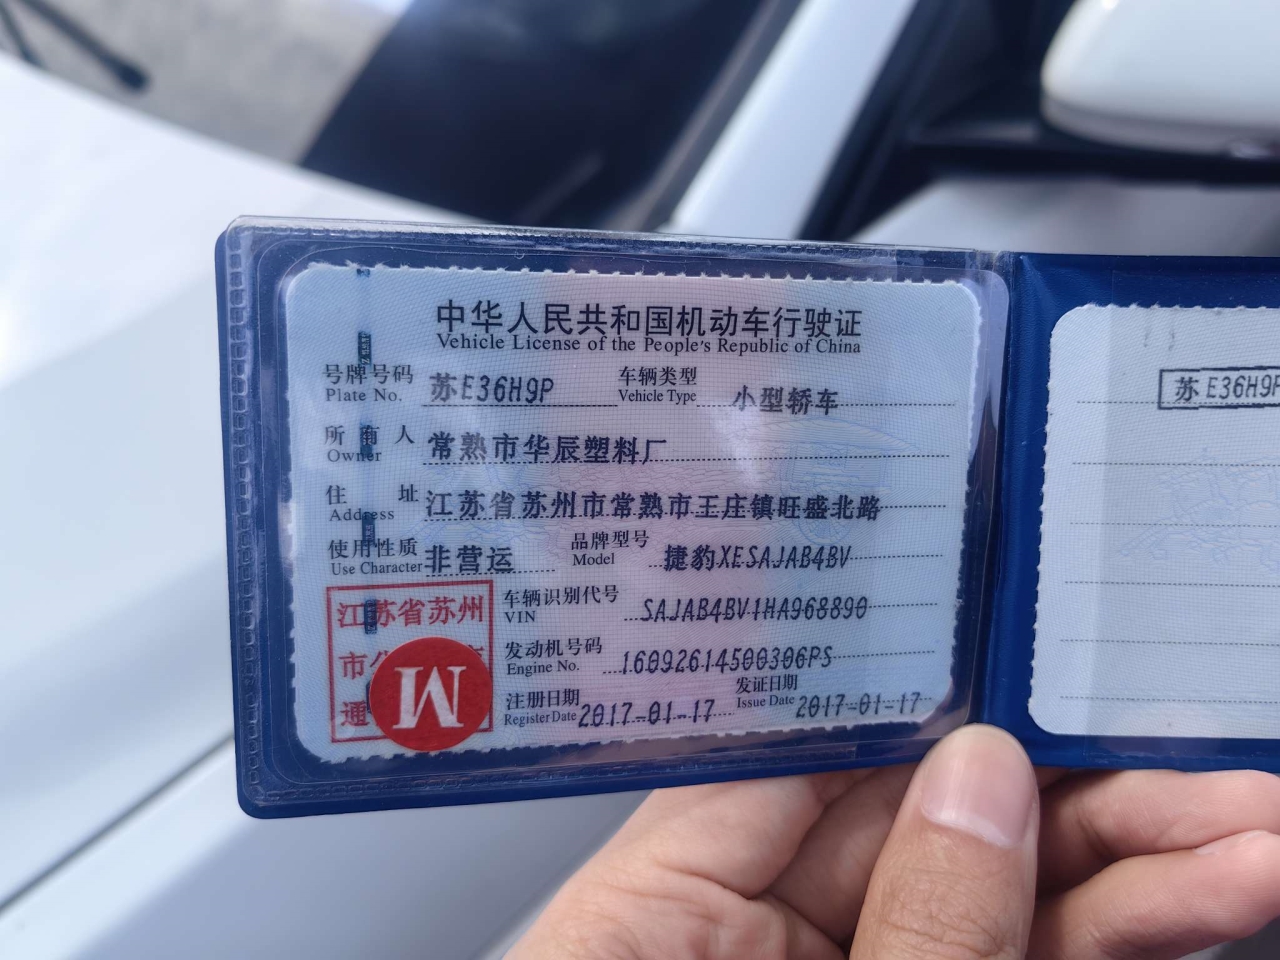 中华人民共和国机动车行驶证
Vehicle License of the People's Republic of China
号牌号码 苏E36H9P 车辆类型 小型轿车
Plate No. Vehicle Type
所有人 常熟市华辰塑料厂
Owner
住址 江苏省苏州市常熟市王庄镇旺盛北路
Address
使用性质 非营运 品牌型号 捷豹XESAJAB4BV
Use Character Model
江苏省苏州
市公
通
车辆识别代号 SAJAB4BV1HA968890
VIN
发动机号码 16092614500306PS
Engine No.
注册日期 2017-01-17 发证日期 2017-01-17
Register Date Issue Date
M
苏E36H9P